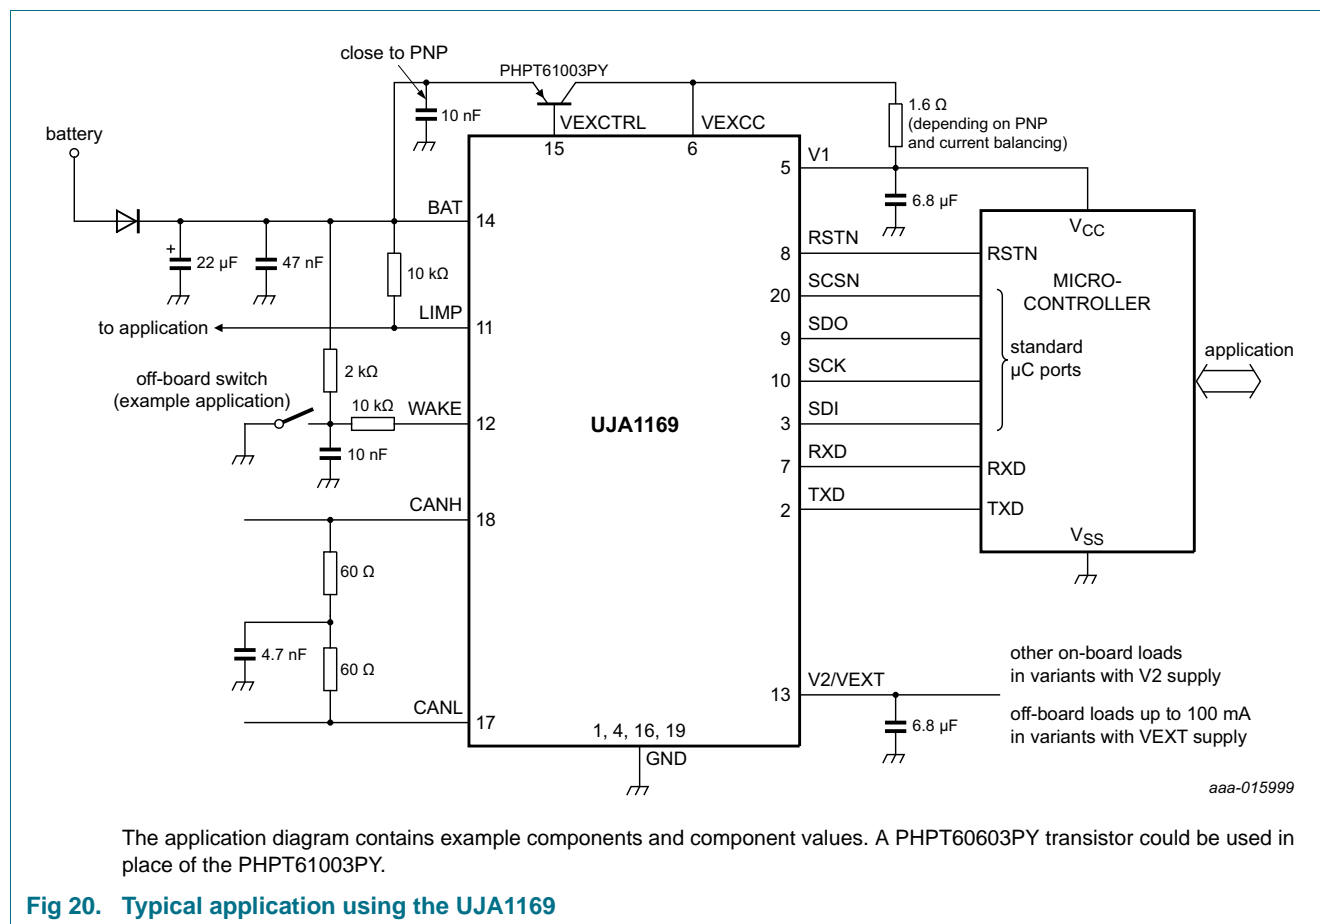 close to PNP
PHPT61003PY
10 nF
VEXCTRL
VEXCC
15
6
1.6 Ω
(depending on PNP
and current balancing)
battery
5
V1
6.8 µF
BAT
14
+
22 µF
47 nF
10 kΩ
LIMP
11
to application
2 kΩ
off-board switch
(example application)
10 kΩ
WAKE
12
10 nF
UJA1169
8
RSTN
20
SCSN
9
SDO
10
SCK
3
SDI
7
RXD
2
TXD
VCC
RSTN
MICRO-
CONTROLLER
standard
µC ports
RXD
TXD
VSS
application
CANH
18
60 Ω
4.7 nF
60 Ω
CANL
17
1, 4, 16, 19
GND
13
V2/VEXT
6.8 µF
other on-board loads
in variants with V2 supply
off-board loads up to 100 mA
in variants with VEXT supply
aaa-015999
The application diagram contains example components and component values. A PHPT60603PY transistor could be used in
place of the PHPT61003PY.
Fig 20. Typical application using the UJA1169